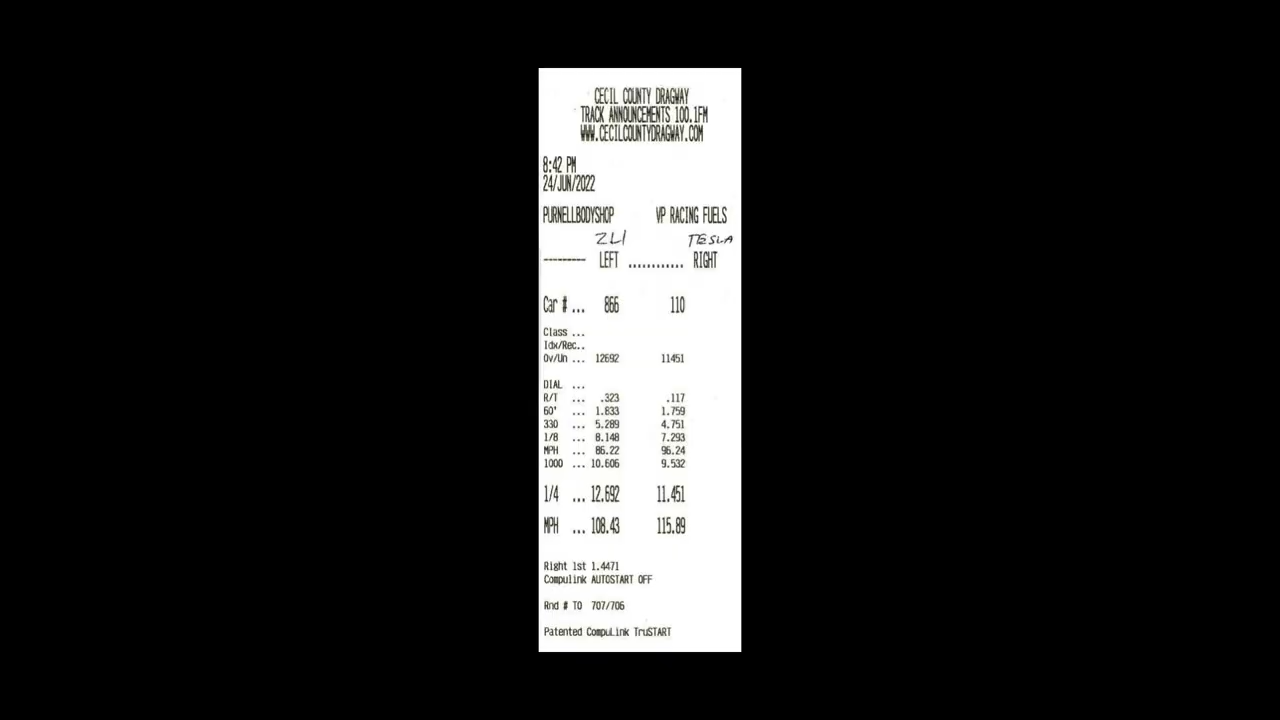 CECIL COUNTY DRAGWAY
TRACK ANNOUNCEMENTS 100.1FM
WWW.CECILCOUNTYDRAGWAY.COM
8:42 PM
24/JUN/2022
PURNELLBODYSHOP VP RACING FUELS
ZL1 TESLA
--------- LEFT ............ RIGHT
Car # ... 866 110
Class ...
Idx/Rec..
Ov/Un ... 12692 11451
DIAL ...
R/T ... .323 .117
60' ... 1.833 1.759
330 ... 5.289 4.751
1/8 ... 8.148 7.293
MPH ... 86.22 96.24
1000 ... 10.606 9.532
1/4 ... 12.692 11.451
MPH ... 108.43 115.89
Right 1st 1.4471
Compulink AUTOSTART OFF
Rnd # TO 707/706
Patented CompuLink TruSTART